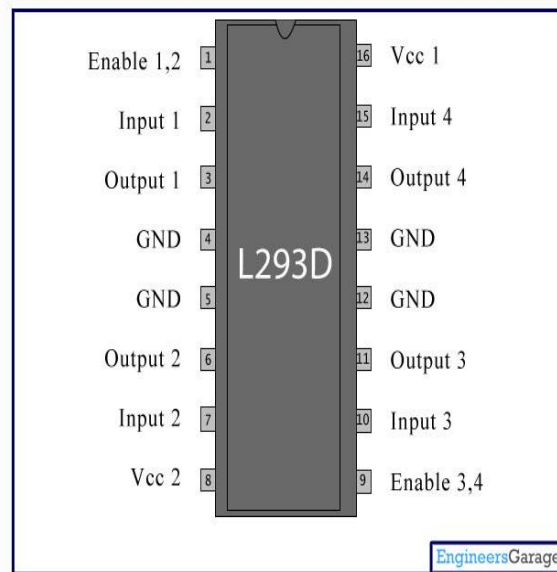 Enable 1,2 1 16 Vcc 1
Input 1 2 15 Input 4
Output 1 3 14 Output 4
GND 4 13 GND
L293D
GND 5 12 GND
Output 2 6 11 Output 3
Input 2 7 10 Input 3
Vcc 2 8 9 Enable 3,4
EngineersGarage